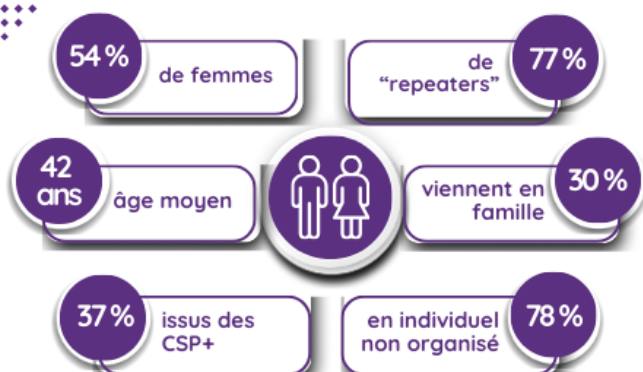 54 %
de femmes
77 %
de
“repeaters”
42
ans
âge moyen
30 %
viennent en
famille
37 %
issus des
CSP+
78 %
en individuel
non organisé